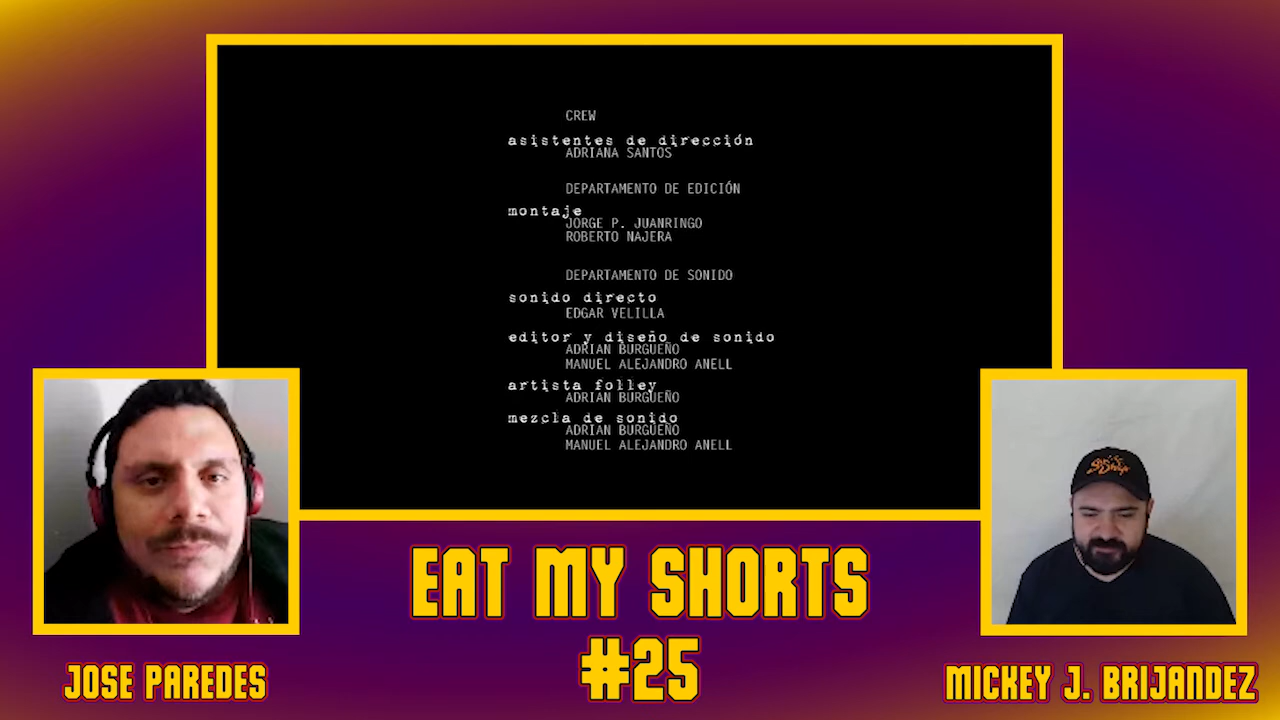 CREW
asistentes de dirección
ADRIANA SANTOS
DEPARTAMENTO DE EDICIÓN
montaje
JORGE P. JUANRINGO
ROBERTO NAJERA
DEPARTAMENTO DE SONIDO
sonido directo
EDGAR VELILLA
editor y diseño de sonido
ADRIAN BURGUEÑO
MANUEL ALEJANDRO ANELL
artista folley
ADRIAN BURGUEÑO
mezcla de sonido
ADRIAN BURGUEÑO
MANUEL ALEJANDRO ANELL
EAT MY SHORTS
#25
JOSE PAREDES
MICKEY J. BRIJANDEZ